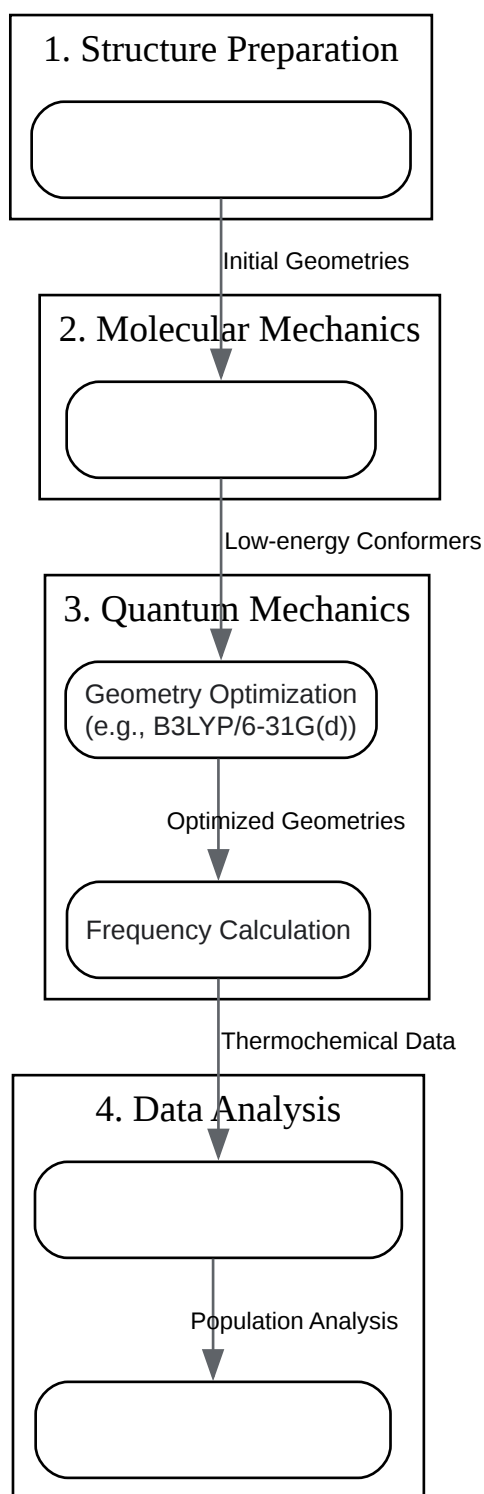 1. Structure Preparation
Initial Geometries
2. Molecular Mechanics
Low-energy Conformers
3. Quantum Mechanics
Geometry Optimization
(e.g., B3LYP/6-31G(d))
Optimized Geometries
Frequency Calculation
Thermochemical Data
4. Data Analysis
Population Analysis